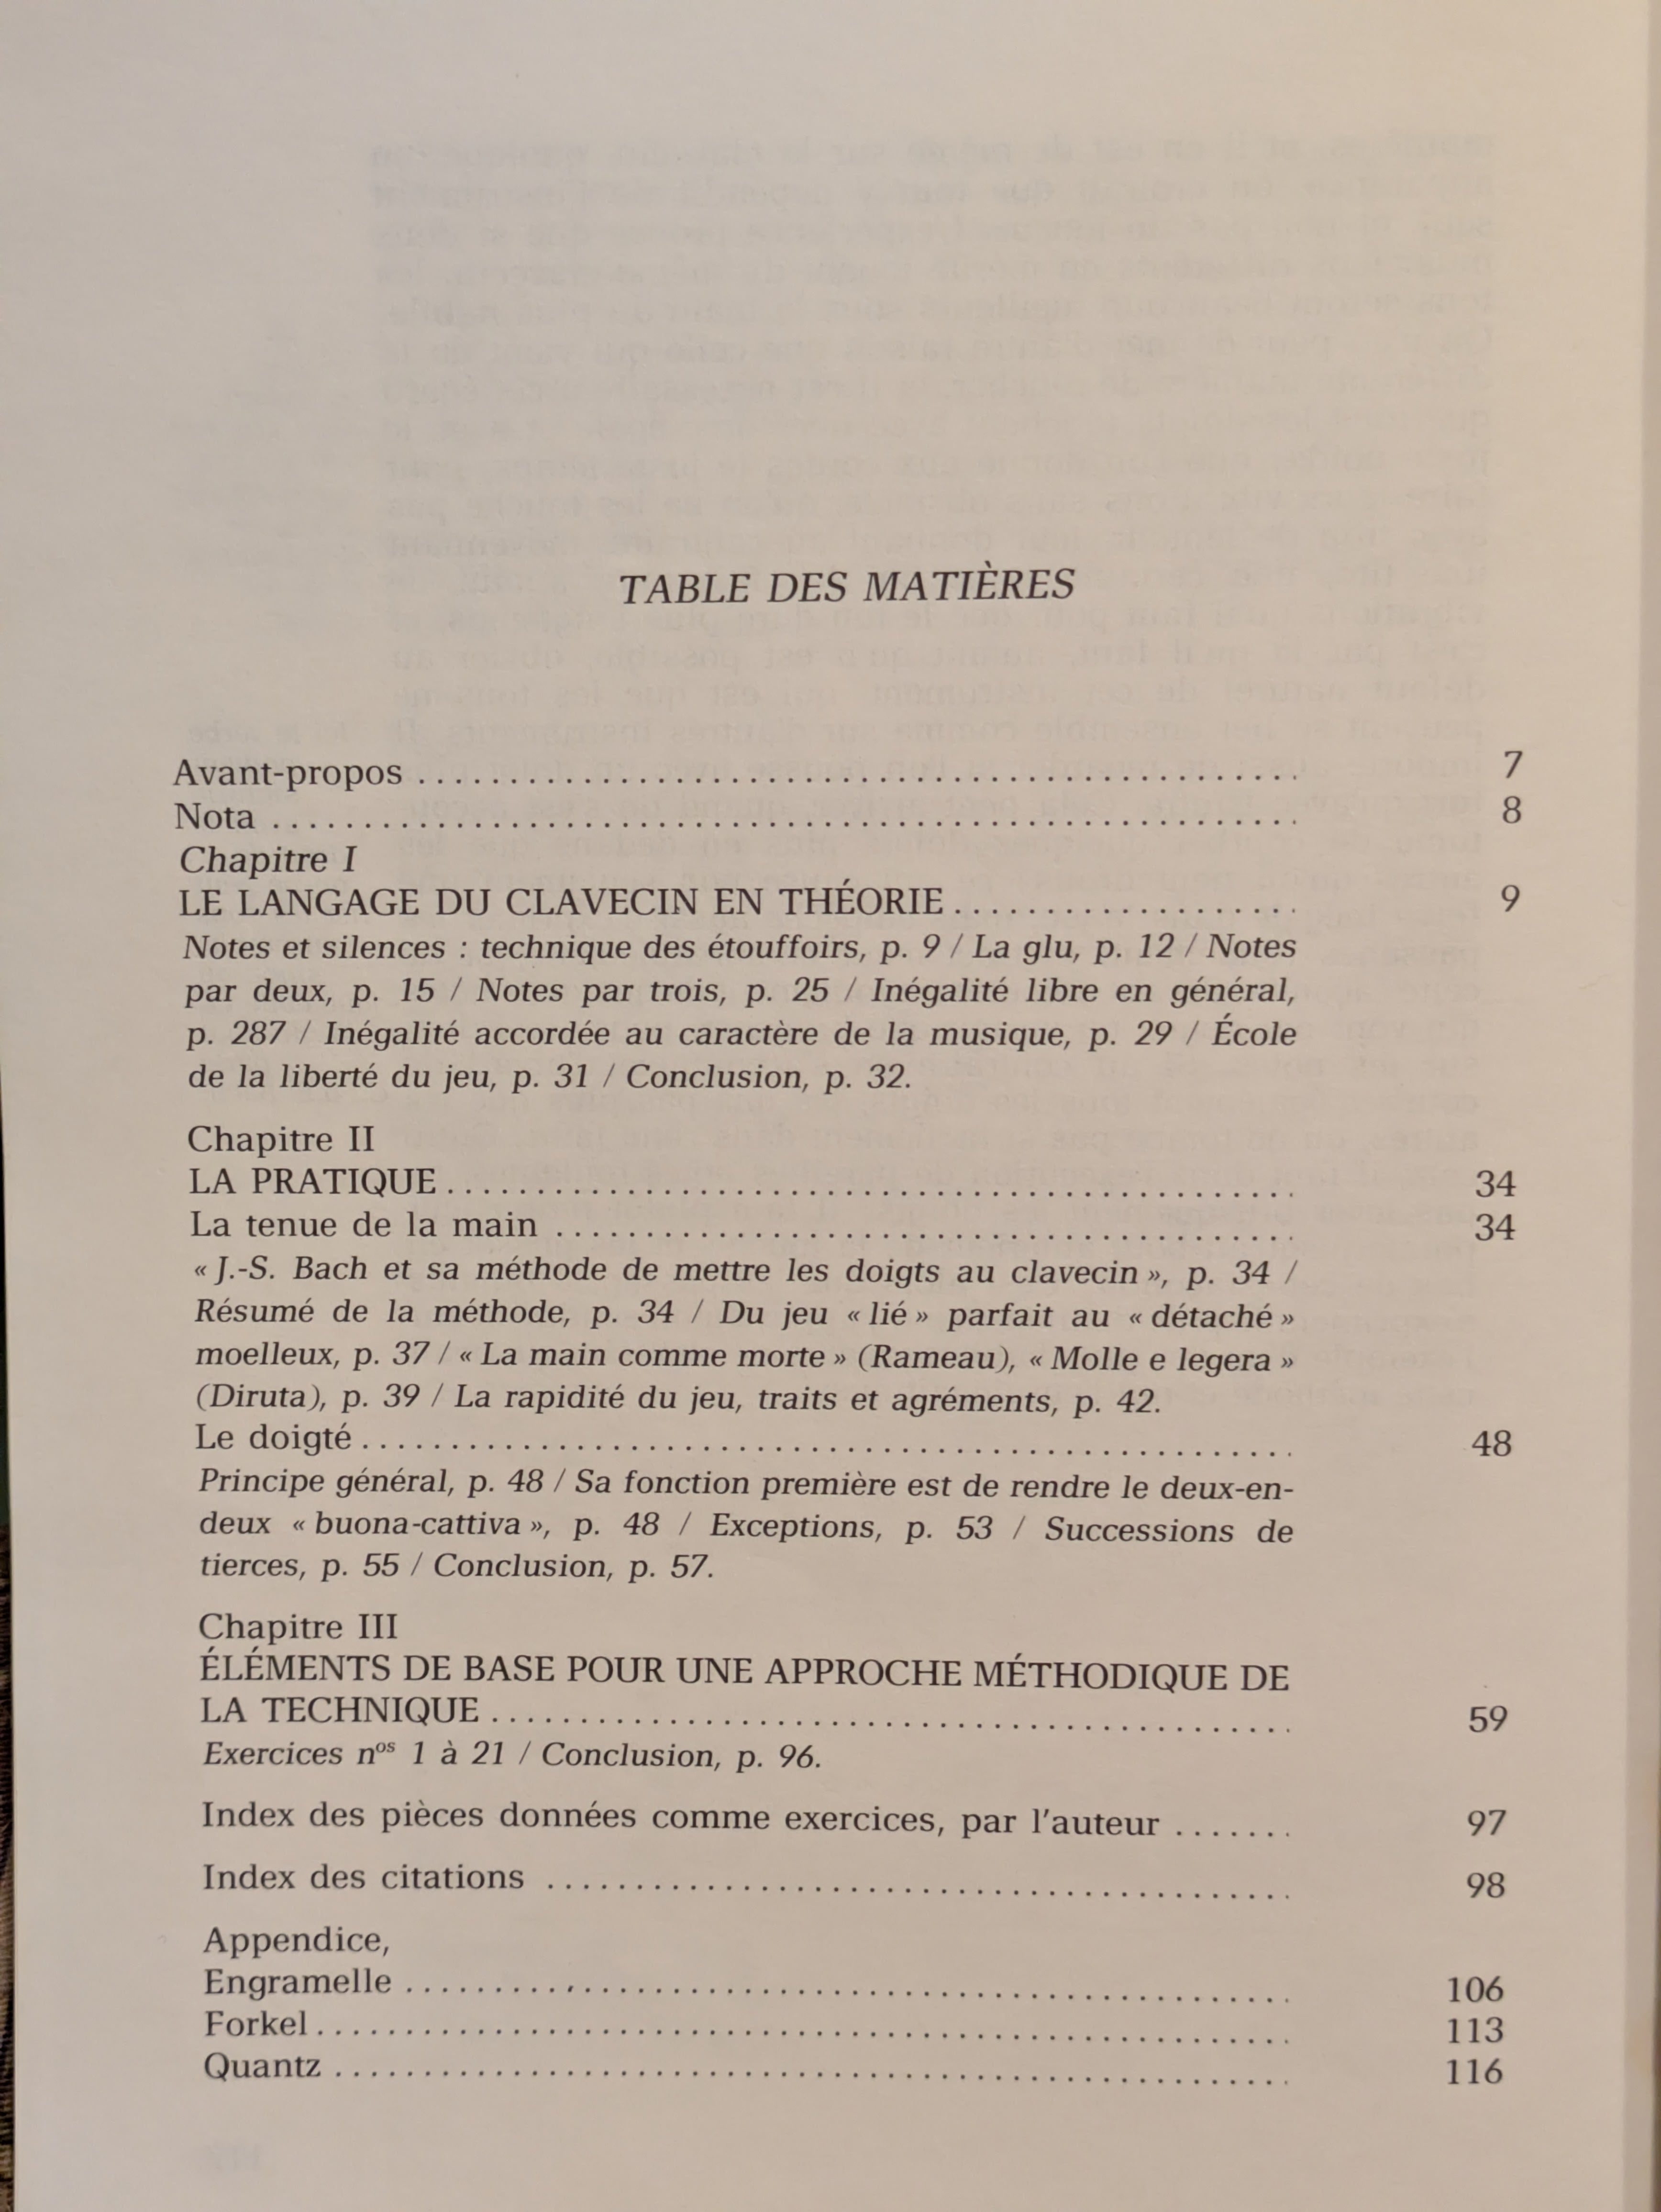 TABLE DES MATIÈRES
Avant-propos . . . . . . . . . . . . . . . . . . . . . . . . . . . . . . 7
Nota . . . . . . . . . . . . . . . . . . . . . . . . . . . . . . 8
Chapitre I
LE LANGAGE DU CLAVECIN EN THÉORIE . . . . . . . . . . . . . . . . . . . 9
Notes et silences : technique des étouffoirs, p. 9 / La glu, p. 12 / Notes
par deux, p. 15 / Notes par trois, p. 25 / Inégalité libre en général,
p. 287 / Inégalité accordée au caractère de la musique, p. 29 / École
de la liberté du jeu, p. 31 / Conclusion, p. 32.
Chapitre II
LA PRATIQUE . . . . . . . . . . . . . . . . . . . . . . . . . . . . . . 34
La tenue de la main . . . . . . . . . . . . . . . . . . . . . . . . . . . . . . 34
« J.-S. Bach et sa méthode de mettre les doigts au clavecin », p. 34 /
Résumé de la méthode, p. 34 / Du jeu « lié » parfait au « détaché »
moelleux, p. 37 / « La main comme morte » (Rameau), « Molle e legera »
(Diruta), p. 39 / La rapidité du jeu, traits et agréments, p. 42.
Le doigté . . . . . . . . . . . . . . . . . . . . . . . . . . . . . . 48
Principe général, p. 48 / Sa fonction première est de rendre le deux-en-
deux « buona-cattiva », p. 48 / Exceptions, p. 53 / Successions de
tierces, p. 55 / Conclusion, p. 57.
Chapitre III
ÉLÉMENTS DE BASE POUR UNE APPROCHE MÉTHODIQUE DE
LA TECHNIQUE . . . . . . . . . . . . . . . . . . . . . . . . . . . . . . 59
Exercices nos 1 à 21 / Conclusion, p. 96.
Index des pièces données comme exercices, par l'auteur . . . . . . . 97
Index des citations . . . . . . . . . . . . . . . . . . . . . . . . . . . . . . 98
Appendice,
Engramelle . . . . . . . . . . . . . . . . . . . . . . . . . . . . . . 106
Forkel . . . . . . . . . . . . . . . . . . . . . . . . . . . . . . 113
Quantz . . . . . . . . . . . . . . . . . . . . . . . . . . . . . . 116